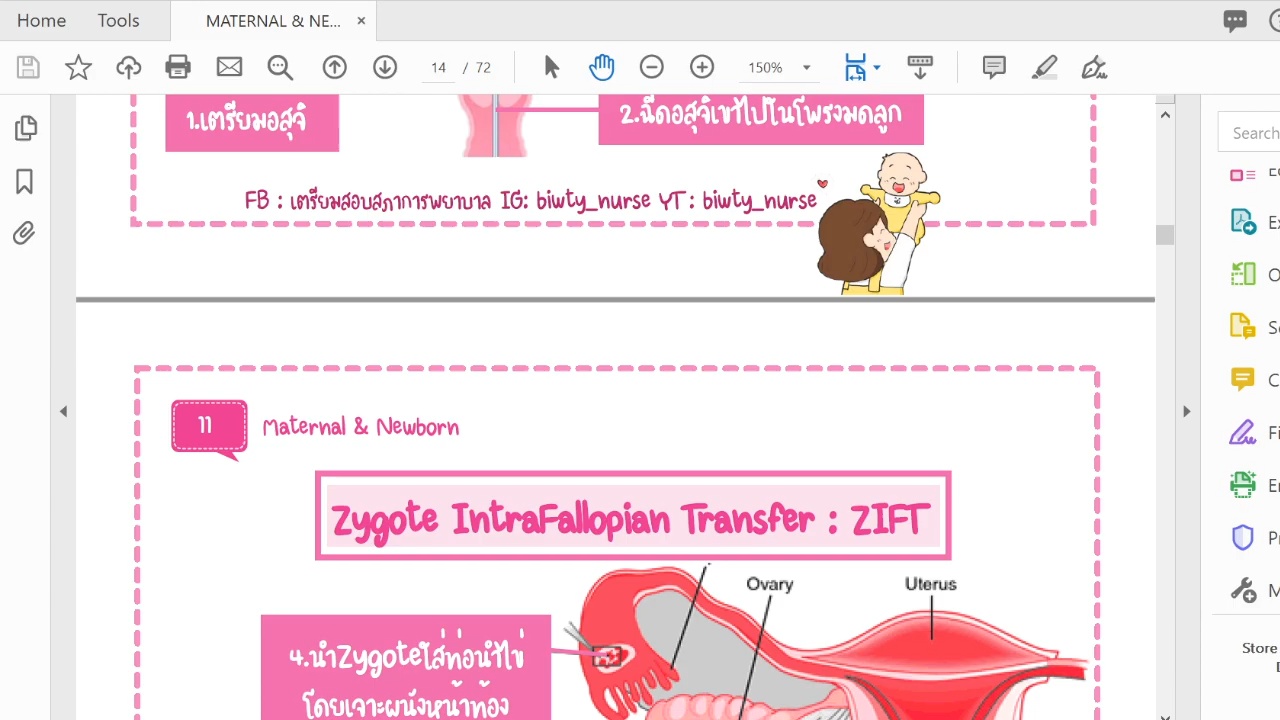 Home Tools MATERNAL & NE... ×
14 / 72 150%
1.เตรียมอสุจิ
2.ฉีดอสุจิเข้าไปในโพรงมดลูก
FB : เตรียมสอบสภาการพยาบาล IG: biwty_nurse YT : biwty_nurse
Search
11 Maternal & Newborn
Zygote IntraFallopian Transfer : ZIFT
Ovary Uterus
4.นำZygoteใส่ท่อนำไข่
โดยเจาะผนังหน้าท้อง
Store